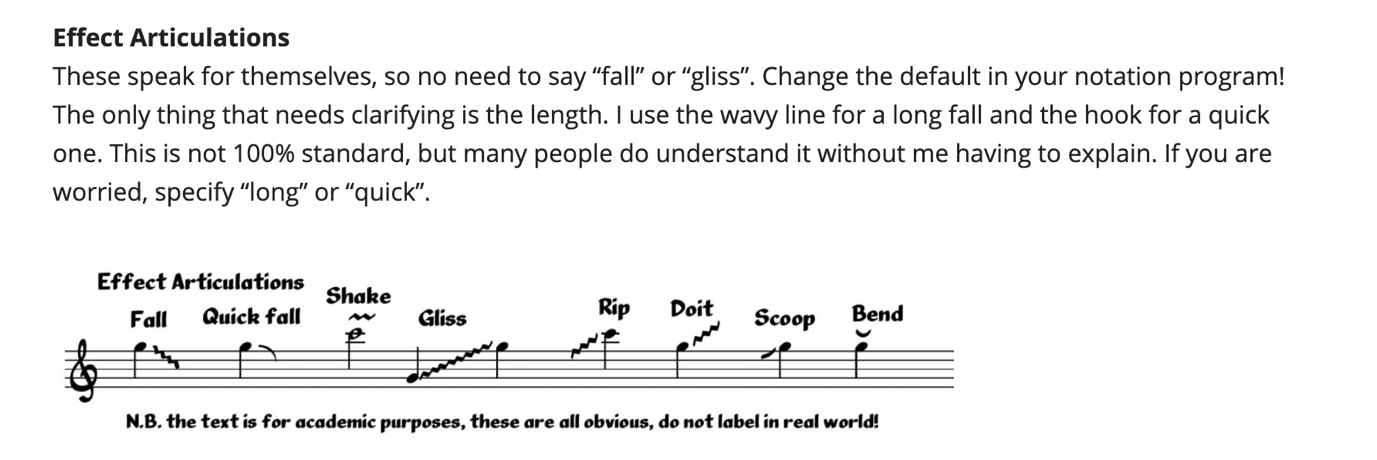 Effect Articulations
These speak for themselves, so no need to say “fall” or “gliss”. Change the default in your notation program!
The only thing that needs clarifying is the length. I use the wavy line for a long fall and the hook for a quick
one. This is not 100% standard, but many people do understand it without me having to explain. If you are
worried, specify “long” or “quick”.
Effect Articulations
Fall Quick fall Shake Gliss Rip Doit Scoop Bend
N.B. the text is for academic purposes, these are all obvious, do not label in real world!